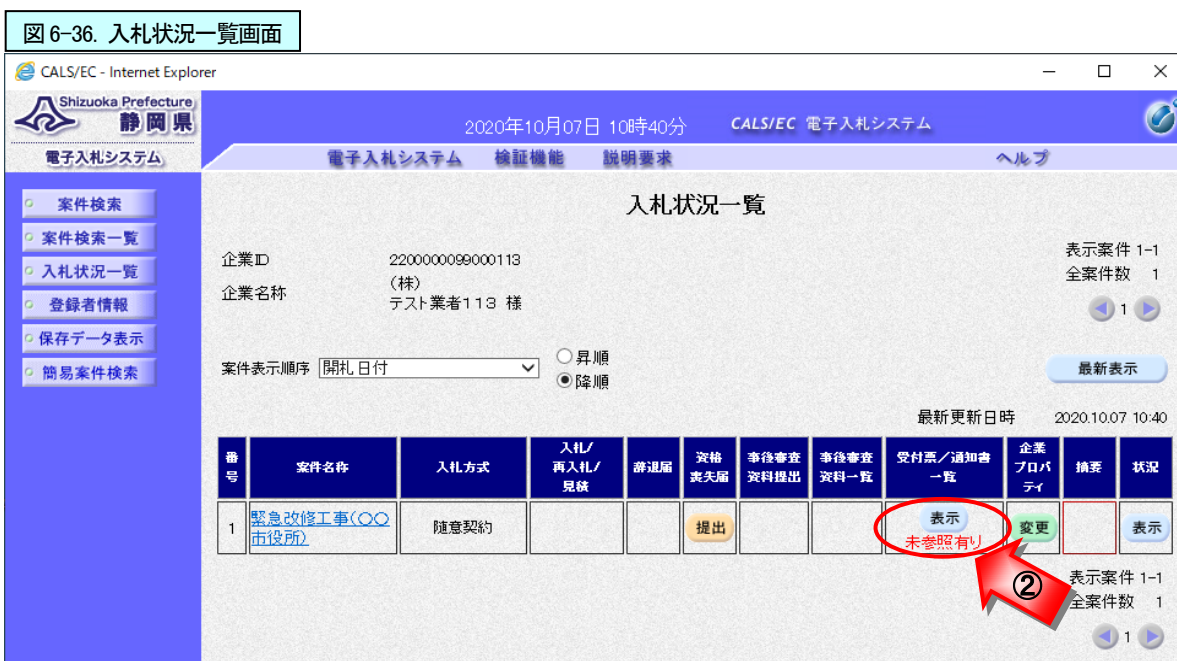 図 6-36. 入札状況一覧画面
CALS/EC - Internet Explorer
Shizuoka Prefecture
静岡県
電子入札システム
2020年10月07日 10時40分
CALS/EC 電子入札システム
電子入札システム 検証機能 説明要求 ヘルプ
案件検索
案件検索一覧
入札状況一覧
登録者情報
保存データ表示
簡易案件検索
入札状況一覧
企業ID 2200000099000113
企業名称 (株)
テスト業者113 様
表示案件 1-1
全案件数 1
1
案件表示順序 開札日付
昇順
降順
最新表示
最新更新日時 2020.10.07 10:40
番号 案件名称 入札方式 入札/再入札/見積 辞退届 資格喪失届 事後審査資料提出 事後審査資料一覧 受付票/通知書一覧 企業プロパティ 摘要 状況
1 緊急改修工事(〇〇市役所) 随意契約 提出 表示 未参照有り 変更 表示
②
表示案件 1-1
全案件数 1
1